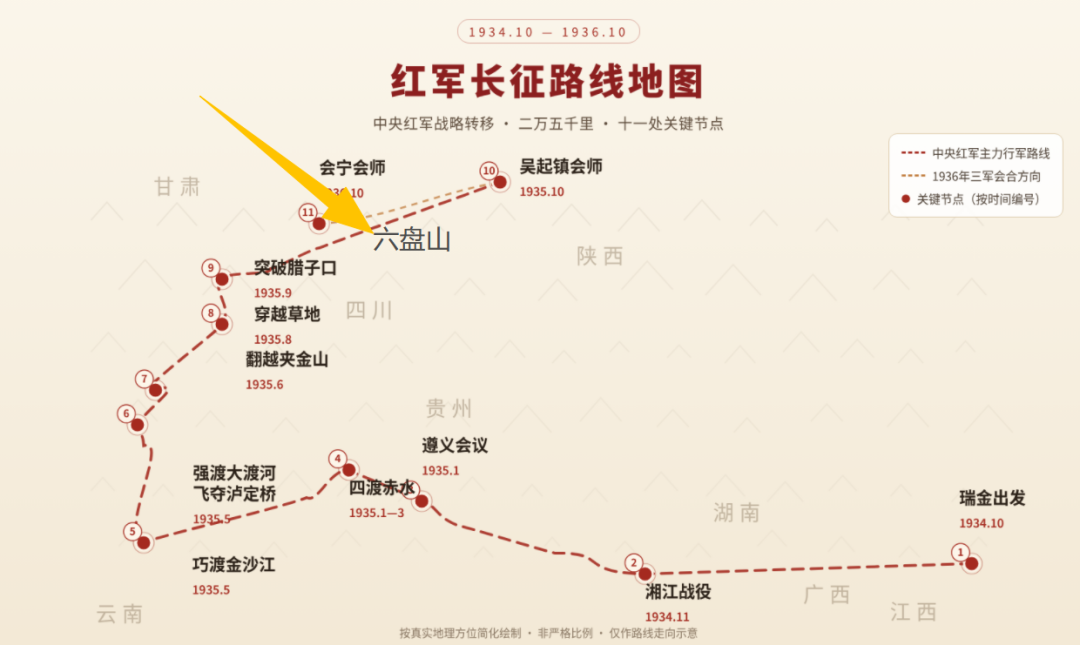 1934.10 — 1936.10
红军长征路线地图
中央红军战略转移 · 二万五千里 · 十一处关键节点
中央红军主力行军路线
1936年三军会合方向
关键节点（按时间编号）
甘肃
会宁会师
10
吴起镇会师
1935.10
11
六盘山
陕西
9
突破腊子口
1935.9
8
穿越草地
1935.8
四川
翻越夹金山
1935.6
7
6
贵州
遵义会议
1935.1
4
四渡赤水
1935.1—3
强渡大渡河
飞夺泸定桥
1935.5
5
巧渡金沙江
1935.5
云南
湖南
瑞金出发
1934.10
1
2
湘江战役
1934.11
广西
江西
按真实地理方位简化绘制 · 非严格比例 · 仅作路线走向示意